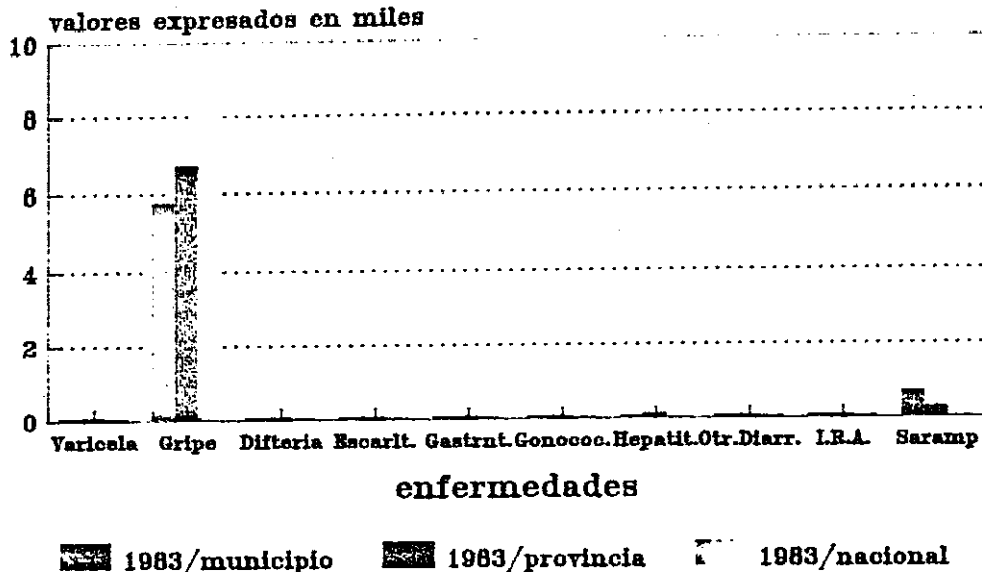 valores expresados en miles
10
8
6
4
2
0
Varicela Gripe Difteria Escarlt. Gastrnt. Gonococ. Hepatit. Otr.Diarr. I.R.A. Saramp
enfermedades
1983/municipio 1983/provincia 1983/nacional